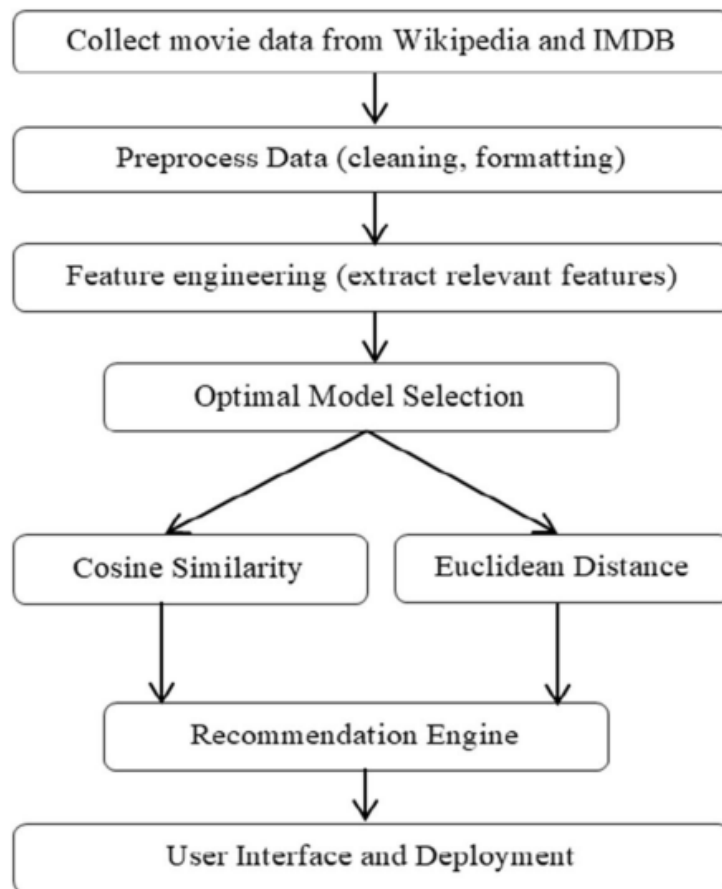 Collect movie data from Wikipedia and IMDB
Preprocess Data (cleaning, formatting)
Feature engineering (extract relevant features)
Optimal Model Selection
Cosine Similarity
Euclidean Distance
Recommendation Engine
User Interface and Deployment